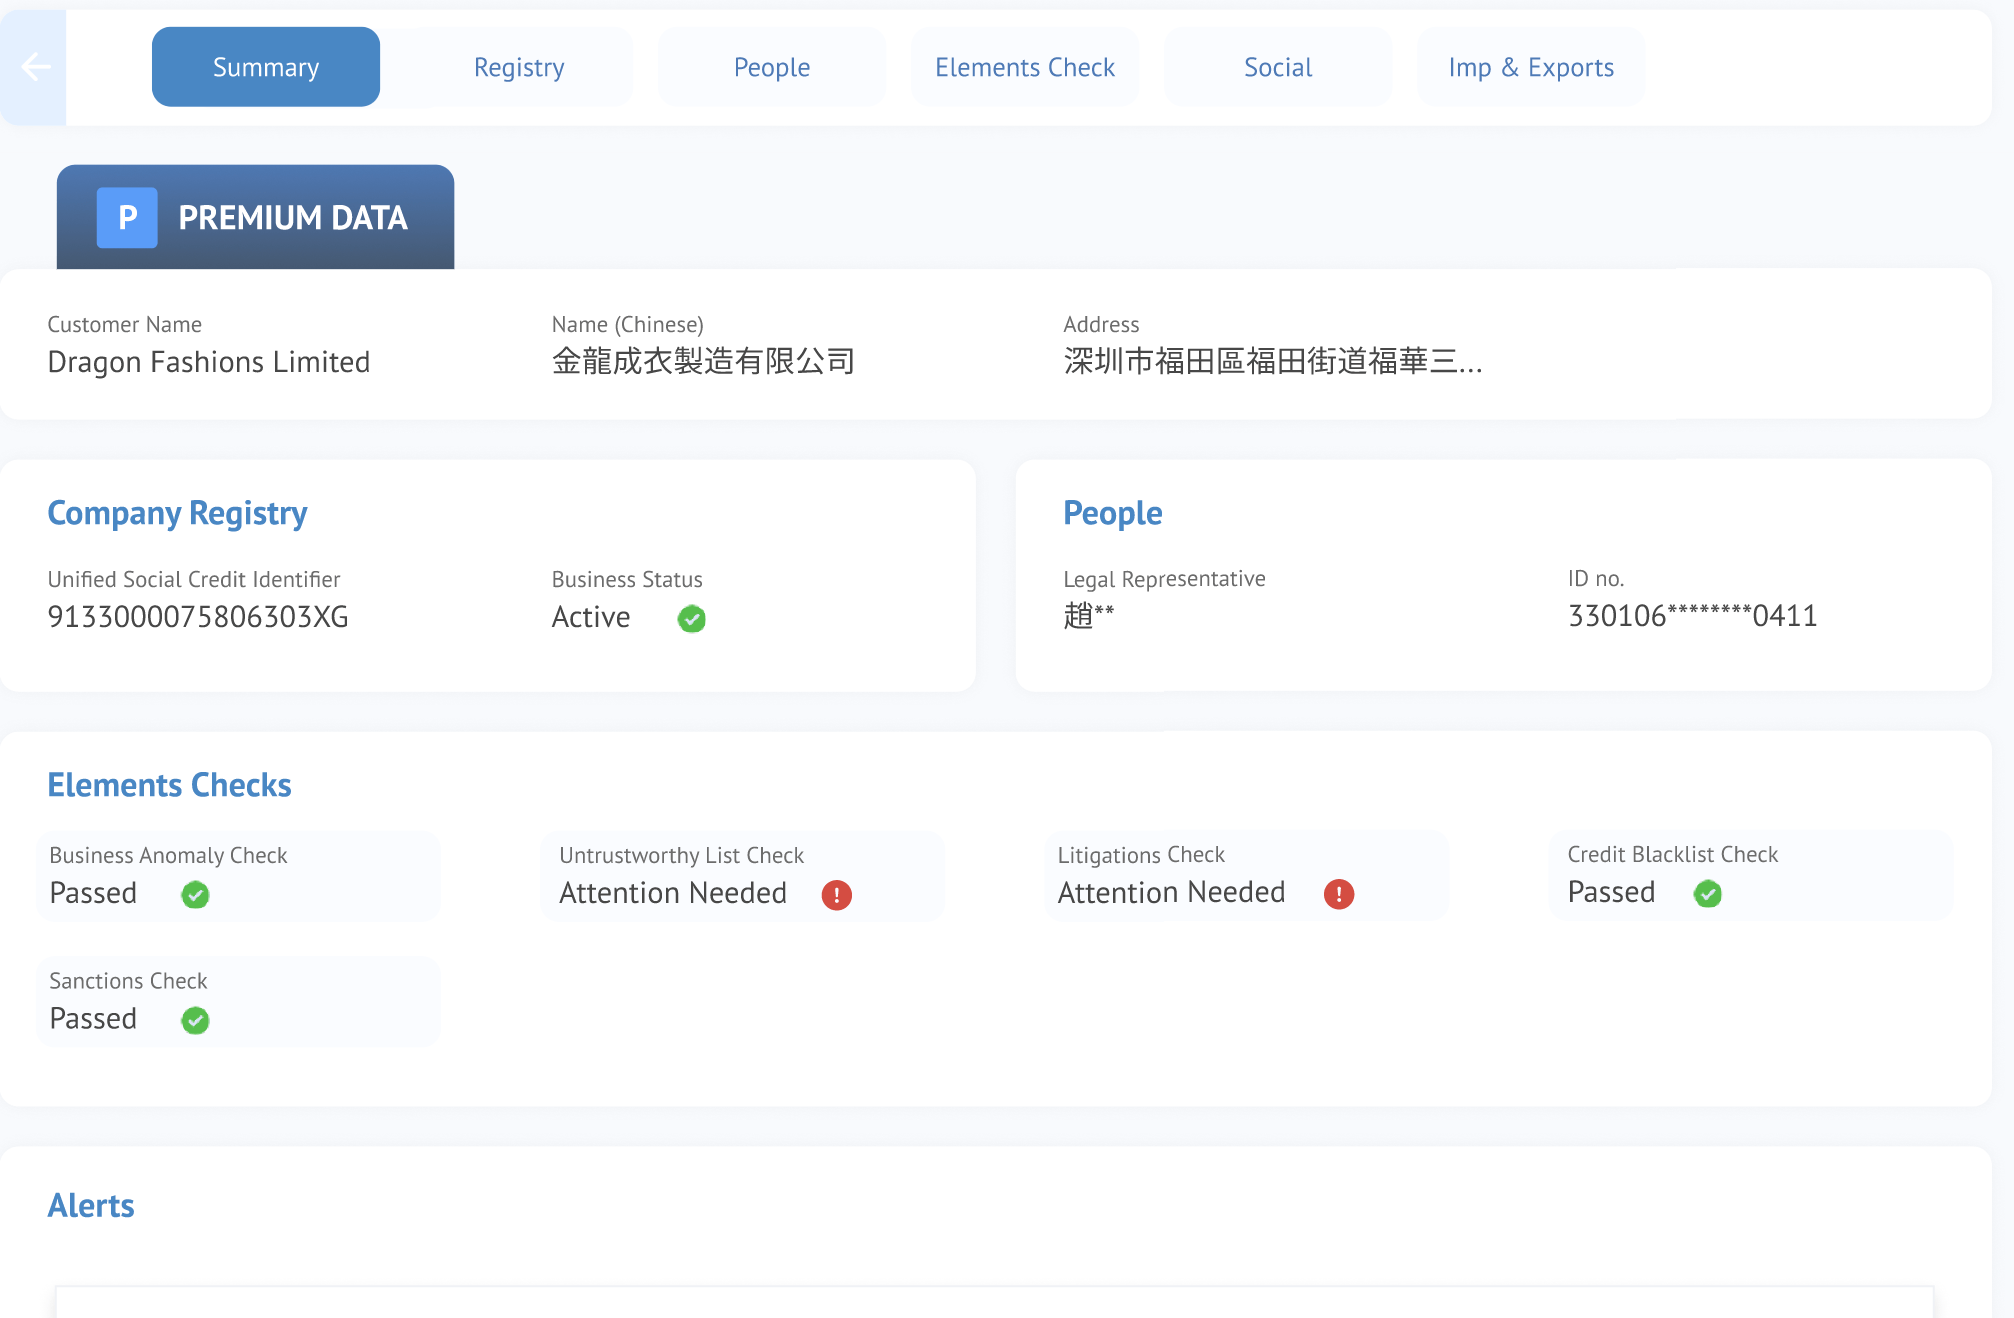 Summary
Registry
People
Elements Check
Social
Imp & Exports
P PREMIUM DATA
Customer Name
Dragon Fashions Limited
Name (Chinese)
金龍成衣製造有限公司
Address
深圳市福田區福田街道福華三...
Company Registry
Unified Social Credit Identifier
9133000075806303XG
Business Status
Active
People
Legal Representative
趙**
ID no.
330106********0411
Elements Checks
Business Anomaly Check
Passed
Untrustworthy List Check
Attention Needed
Litigations Check
Attention Needed
Credit Blacklist Check
Passed
Sanctions Check
Passed
Alerts